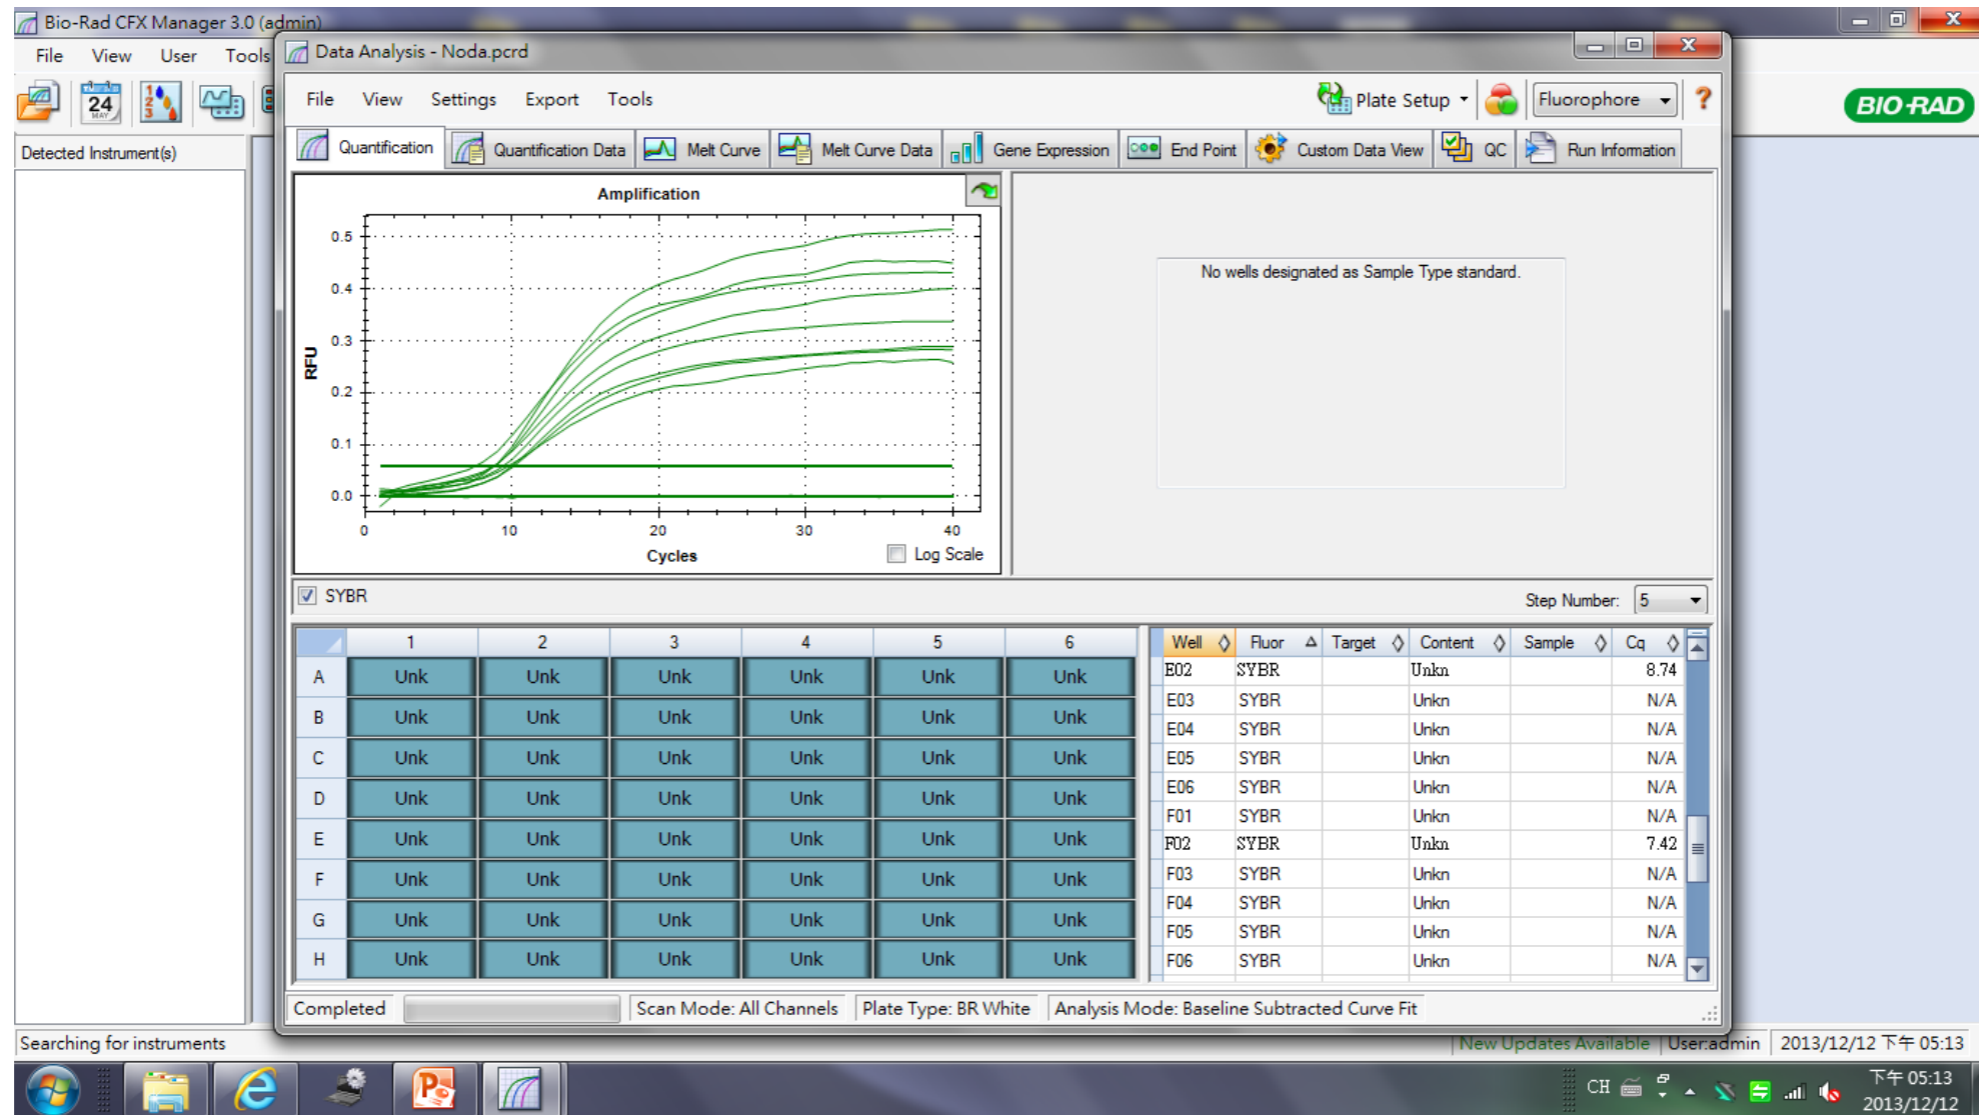 Bio-Rad CFX Manager 3.0 (admin)
File View User Tools
24
MAY
1
2
3
BIO-RAD
Detected Instrument(s)
Data Analysis - Noda.pcrd
File View Settings Export Tools
Plate Setup
Fluorophore
?
Quantification
Quantification Data
Melt Curve
Melt Curve Data
Gene Expression
End Point
Custom Data View
QC
Run Information
Amplification
RFU
0.5
0.4
0.3
0.2
0.1
0.0
0 10 20 30 40
Cycles
Log Scale
No wells designated as Sample Type standard.
SYBR
Step Number: 5
1 2 3 4 5 6
A Unk Unk Unk Unk Unk Unk
B Unk Unk Unk Unk Unk Unk
C Unk Unk Unk Unk Unk Unk
D Unk Unk Unk Unk Unk Unk
E Unk Unk Unk Unk Unk Unk
F Unk Unk Unk Unk Unk Unk
G Unk Unk Unk Unk Unk Unk
H Unk Unk Unk Unk Unk Unk
Well Fluor Target Content Sample Cq
E02 SYBR Unkn 8.74
E03 SYBR Unkn N/A
E04 SYBR Unkn N/A
E05 SYBR Unkn N/A
E06 SYBR Unkn N/A
F01 SYBR Unkn N/A
F02 SYBR Unkn 7.42
F03 SYBR Unkn N/A
F04 SYBR Unkn N/A
F05 SYBR Unkn N/A
F06 SYBR Unkn N/A
Completed
Scan Mode: All Channels
Plate Type: BR White
Analysis Mode: Baseline Subtracted Curve Fit
Searching for instruments
New Updates Available
User:admin
2013/12/12 下午 05:13
CH
下午 05:13
2013/12/12